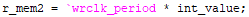 r_mem2 = `wrclk_period * int_value;